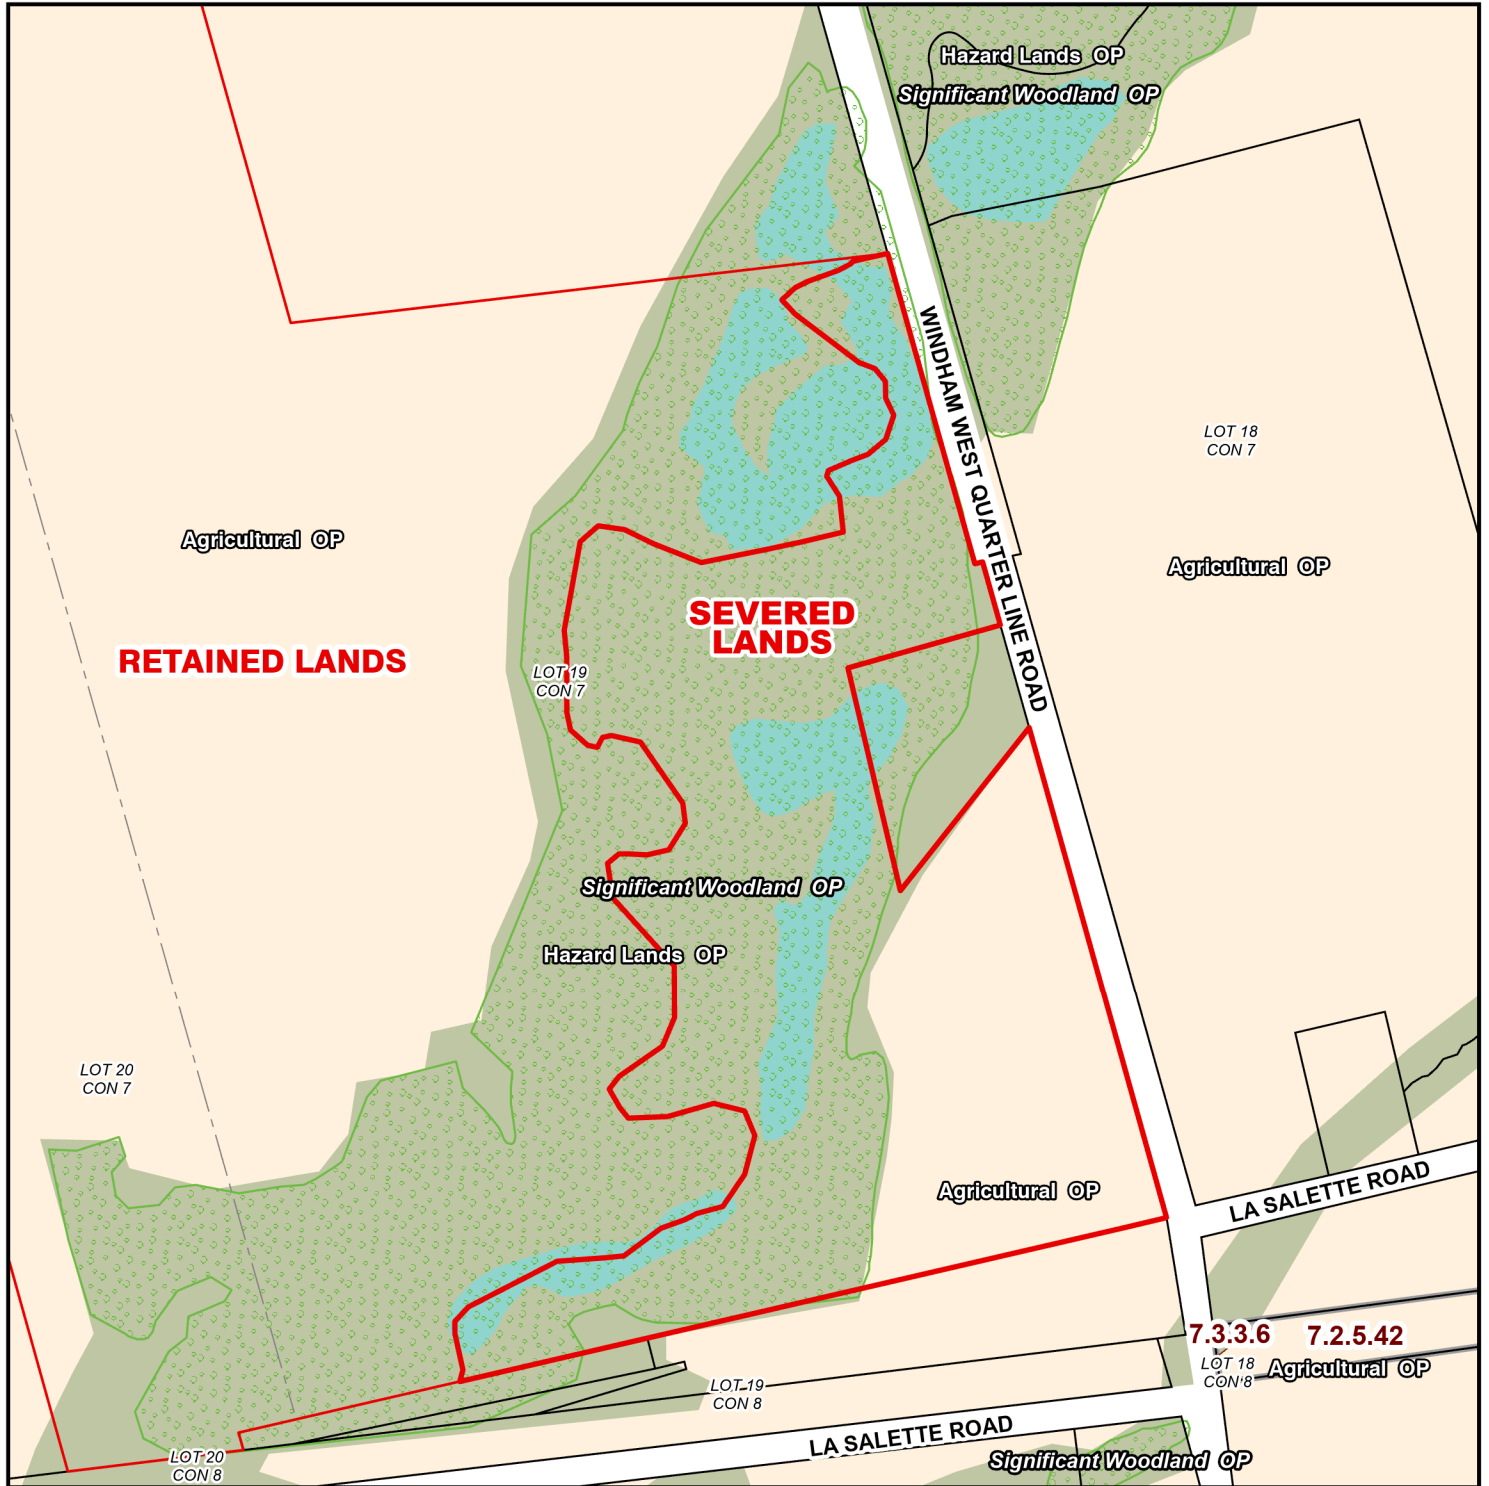 Hazard Lands OP
Significant Woodland OP
WINDHAM WEST QUARTER LINE ROAD
LOT 18
CON 7
Agricultural OP
Agricultural OP
SEVERED
LANDS
RETAINED LANDS
LOT 19
CON 7
Significant Woodland OP
Hazard Lands OP
LOT 20
CON 7
Agricultural OP
LA SALETTE ROAD
7.3.3.6
7.2.5.42
LOT 18
CON 8
Agricultural OP
LOT 19
CON 8
LA SALETTE ROAD
LOT 20
CON 8
Significant Woodland OP